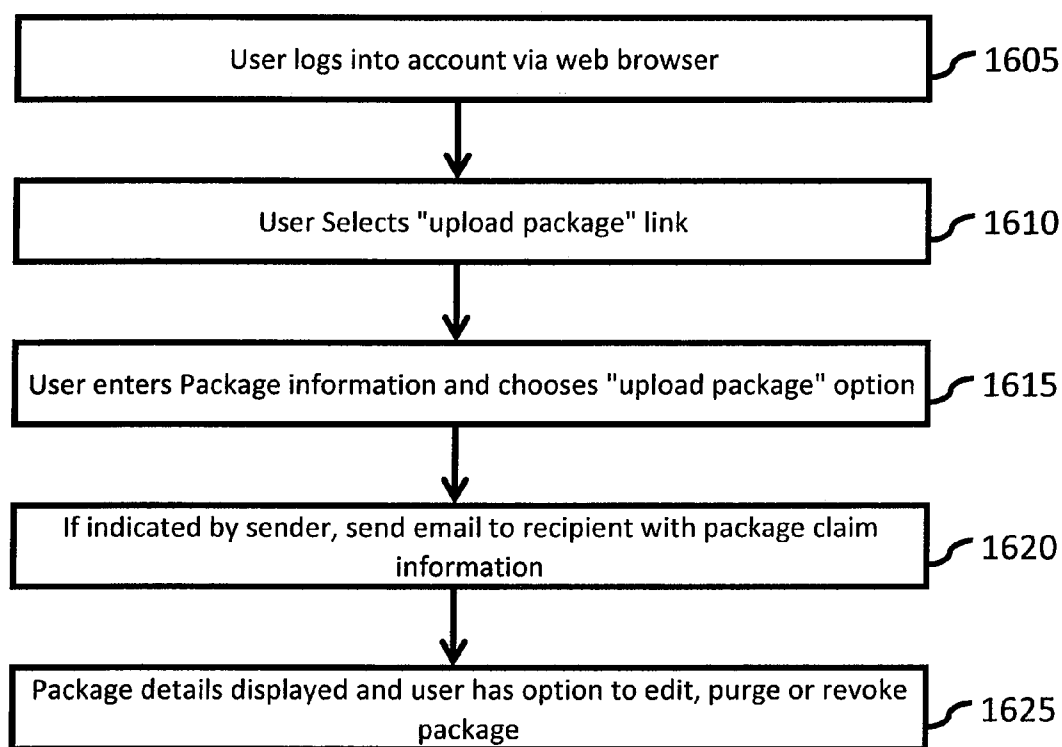 User logs into account via web browser
1605
User Selects "upload package" link
1610
User enters Package information and chooses "upload package" option
1615
If indicated by sender, send email to recipient with package claim
information
1620
Package details displayed and user has option to edit, purge or revoke
package
1625